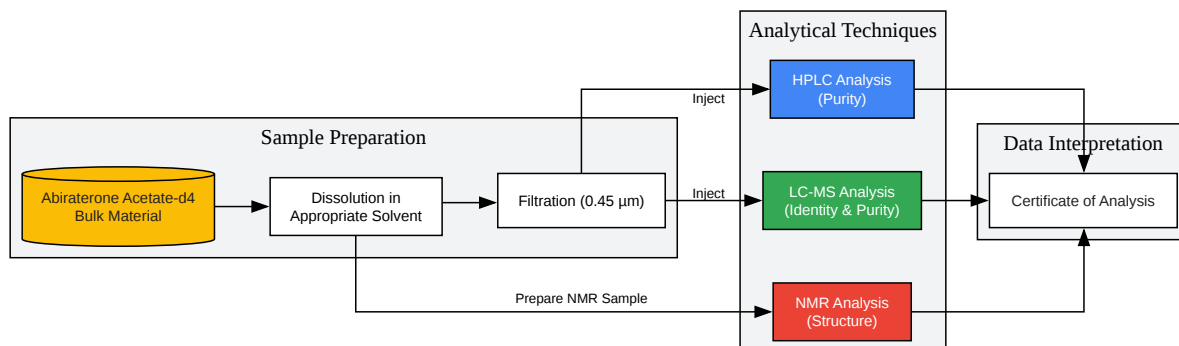 Analytical Techniques
HPLC Analysis
(Purity)
Inject
Sample Preparation
Data Interpretation
Abiraterone Acetate-d4
Bulk Material
Dissolution in
Appropriate Solvent
Filtration (0.45 µm)
Inject
LC-MS Analysis
(Identity & Purity)
Certificate of Analysis
Prepare NMR Sample
NMR Analysis
(Structure)